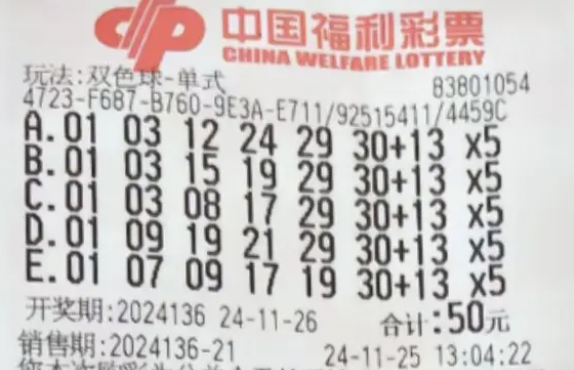 中国福利彩票
CHINA WELFARE LOTTERY
玩法:双色球-单式 83801054
4723-F687-B760-9E3A-E711/92515411/4459C
A.01 03 12 24 29 30+13 x5
B.01 03 15 19 29 30+13 x5
C.01 03 08 17 29 30+13 x5
D.01 09 19 21 29 30+13 x5
E.01 07 09 17 19 30+13 x5
开奖期:2024136 24-11-26 合计:50元
销售期:2024136-21 24-11-25 13:04:22